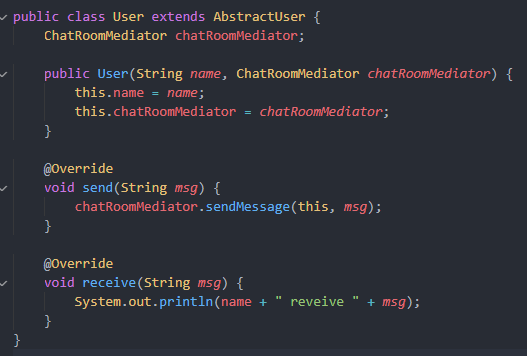 public class User extends AbstractUser {
ChatRoomMediator chatRoomMediator;
public User(String name, ChatRoomMediator chatRoomMediator) {
this.name = name;
this.chatRoomMediator = chatRoomMediator;
}
@Override
void send(String msg) {
chatRoomMediator.sendMessage(this, msg);
}
@Override
void receive(String msg) {
System.out.println(name + " reveive " + msg);
}
}